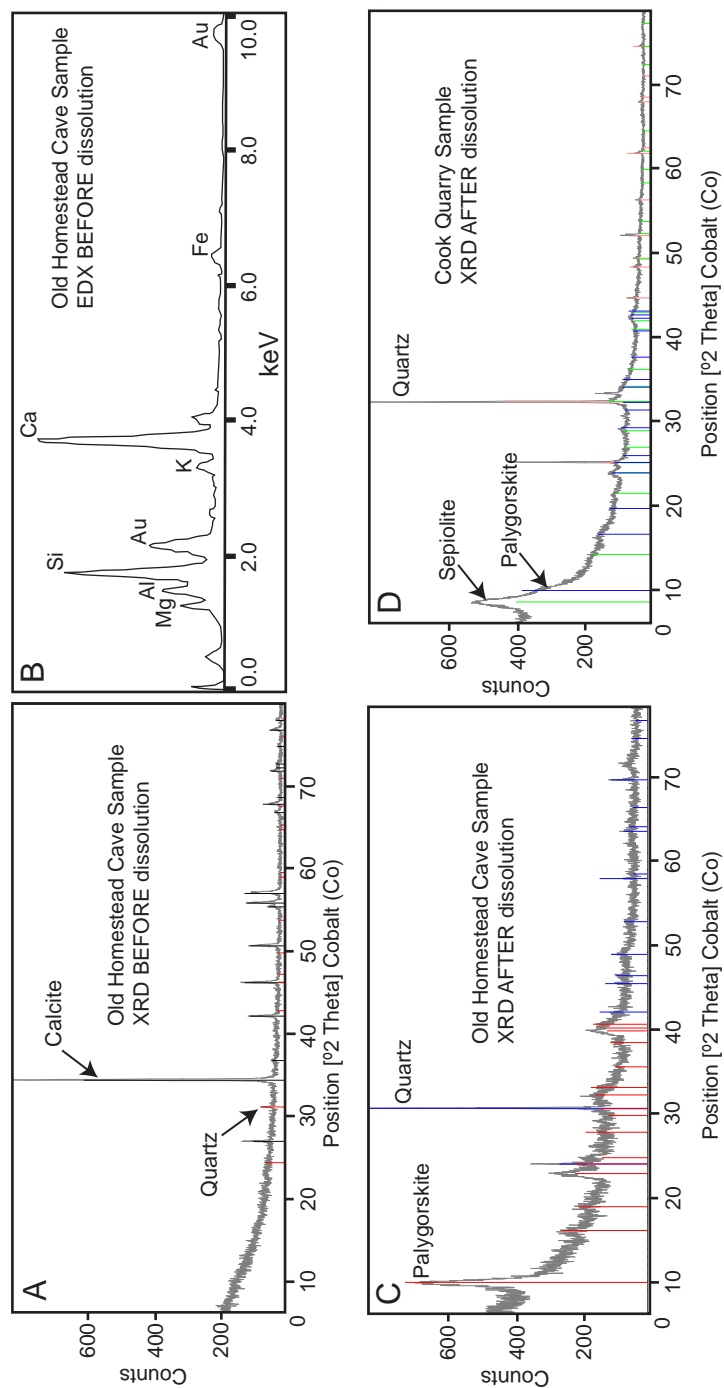 A
Old Homestead Cave Sample
XRD BEFORE dissolution
Calcite
Quartz
600
400
200
Counts
0
10 20 30 40 50 60 70
Position [º2 Theta] Cobalt (Co)
B
Old Homestead Cave Sample
EDX BEFORE dissolution
Mg
Al
Si
Au
K
Ca
Fe
Au
0.0 2.0 4.0 6.0 8.0 10.0
keV
C
Old Homestead Cave Sample
XRD AFTER dissolution
Palygorskite
Quartz
600
400
200
Counts
0
10 20 30 40 50 60 70
Position [º2 Theta] Cobalt (Co)
D
Cook Quarry Sample
XRD AFTER dissolution
Sepiolite
Palygorskite
Quartz
600
400
200
Counts
0
10 20 30 40 50 60 70
Position [º2 Theta] Cobalt (Co)